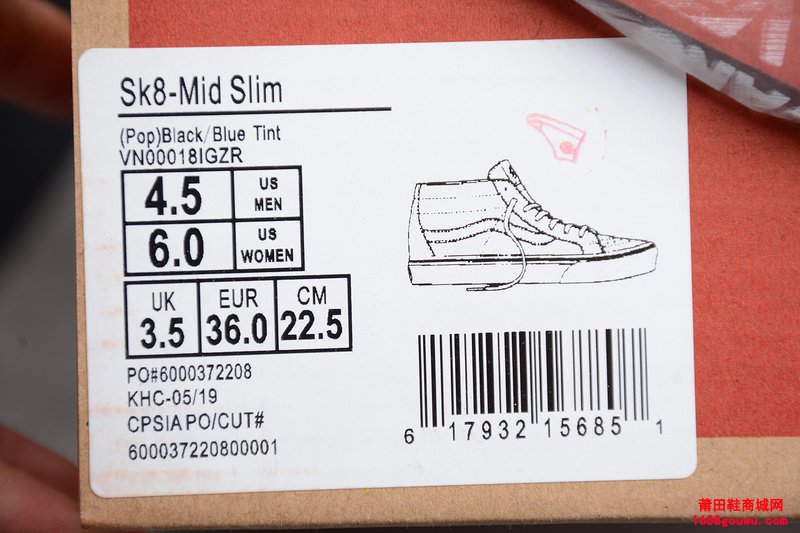 Sk8-Mid Slim
(Pop)Black/Blue Tint
VN00018IGZR
4.5 US MEN
6.0 US WOMEN
UK EUR CM
3.5 36.0 22.5
PO#6000372208
KHC-05/19
CPSIAPO/CUT#
600037220800001
6 17932 15685 1
莆田鞋商城网
1688gouwu.com